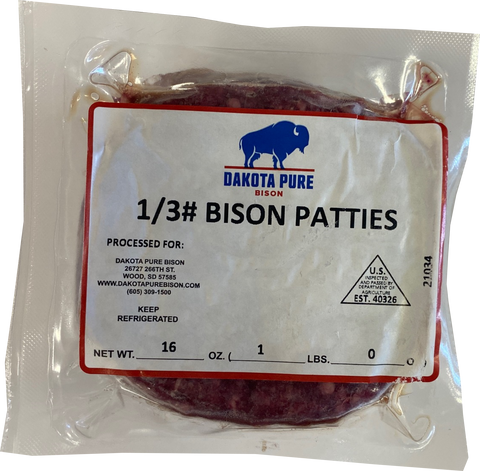 DAKOTA PURE
BISON
1/3# BISON PATTIES
PROCESSED FOR:
DAKOTA PURE BISON
26727 266TH ST.
WOOD, SD 57585
WWW.DAKOTAPUREBISON.COM
(605) 309-1500
KEEP
REFRIGERATED
U.S.
INSPECTED
AND PASSED BY
DEPARTMENT OF
AGRICULTURE
EST. 40326
21034
NET WT. 16 OZ. ( 1 LBS. 0